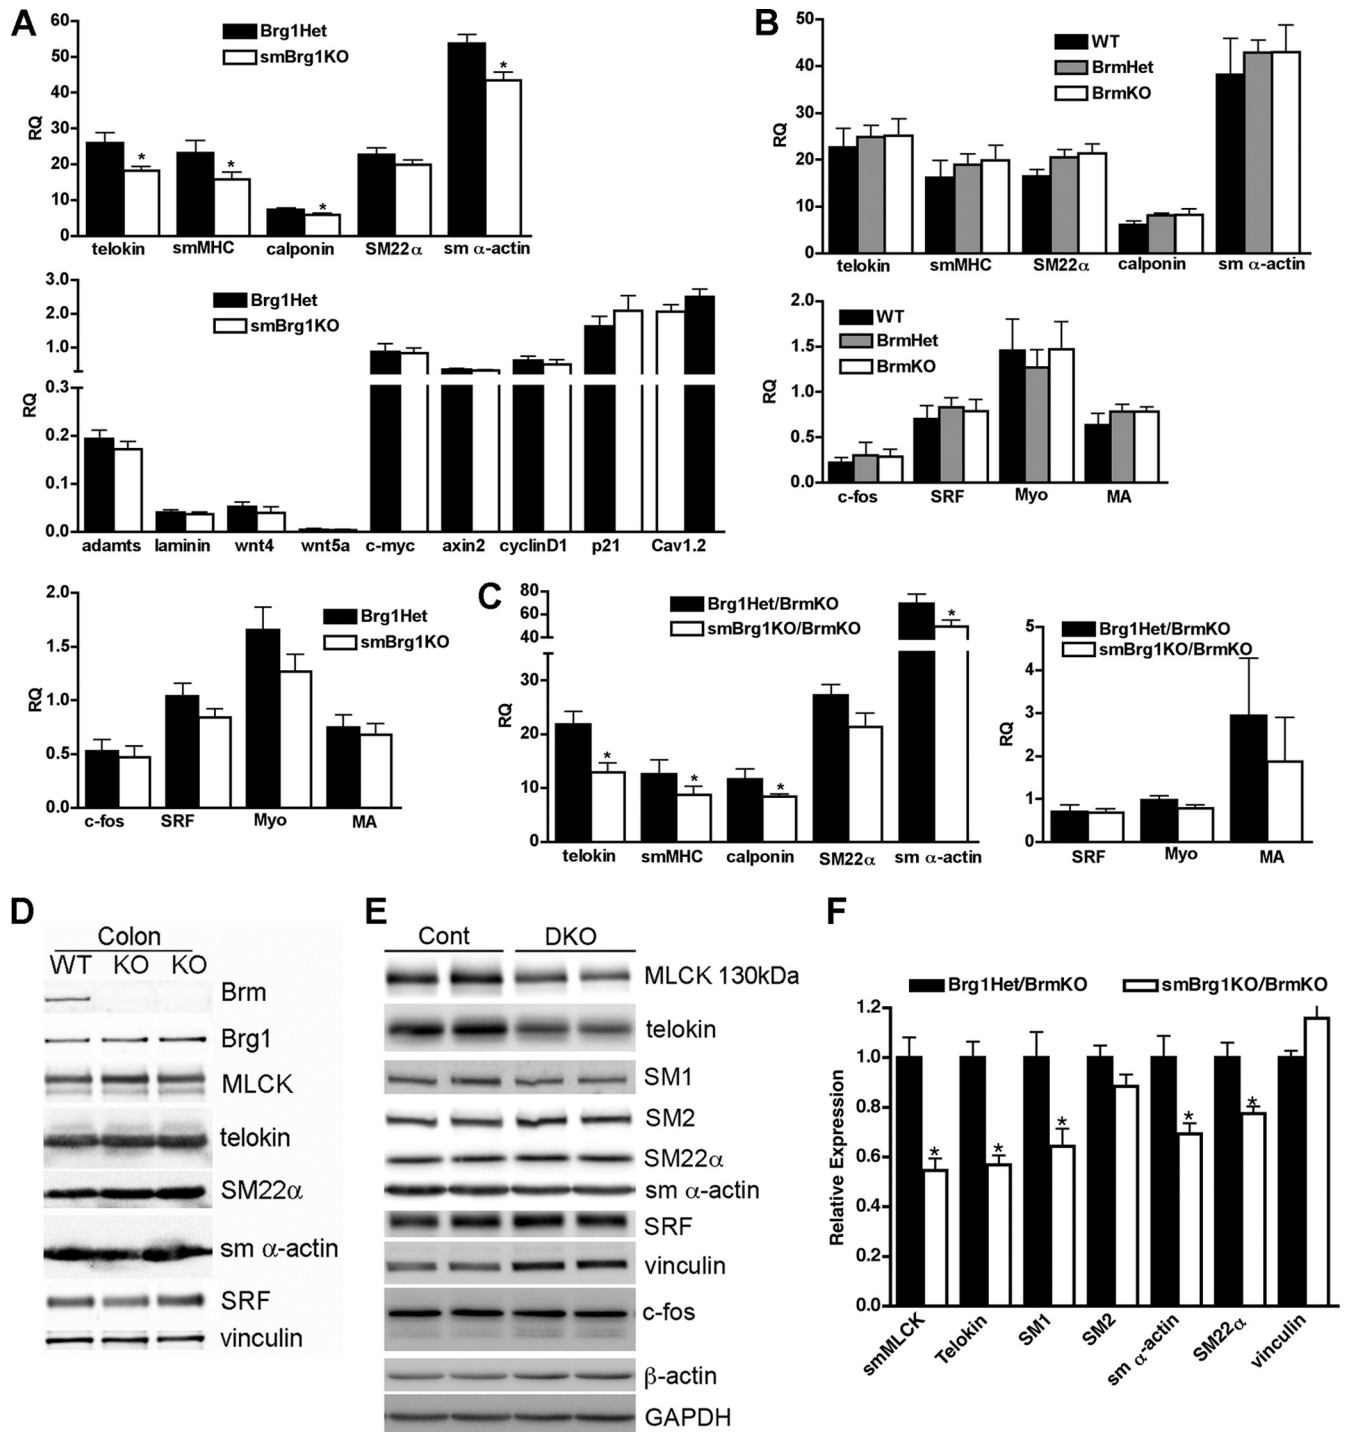 A
60
50
40
30
20
10
0
RQ
Brg1Het
smBrg1KO
*
*
*
*
telokin smMHC calponin SM22α sm α-actin
3.0
2.0
1.0
0.3
0.2
0.1
0.0
RQ
Brg1Het
smBrg1KO
adamts laminin wnt4 wnt5a c-myc axin2 cyclinD1 p21 Cav1.2
2.0
1.5
1.0
0.5
0.0
RQ
Brg1Het
smBrg1KO
c-fos SRF Myo MA
B
50
40
30
20
10
0
RQ
WT
BrmHet
BrmKO
telokin smMHC SM22α calponin sm α-actin
2.0
1.5
1.0
0.5
0.0
RQ
WT
BrmHet
BrmKO
c-fos SRF Myo MA
C
80
60
40
30
20
10
0
RQ
Brg1Het/BrmKO
smBrg1KO/BrmKO
*
*
*
*
telokin smMHC calponin SM22α sm α-actin
5
4
3
2
1
0
RQ
Brg1Het/BrmKO
smBrg1KO/BrmKO
SRF Myo MA
D
Colon
WT KO KO
Brm
Brg1
MLCK
telokin
SM22α
sm α-actin
SRF
vinculin
E
Cont DKO
MLCK 130kDa
telokin
SM1
SM2
SM22α
sm α-actin
SRF
vinculin
c-fos
β-actin
GAPDH
F
Brg1Het/BrmKO smBrg1KO/BrmKO
1.2
1.0
0.8
0.6
0.4
0.2
0.0
Relative Expression
*
*
*
*
*
smMLCK Telokin SM1 SM2 sm α-actin SM22α vinculin